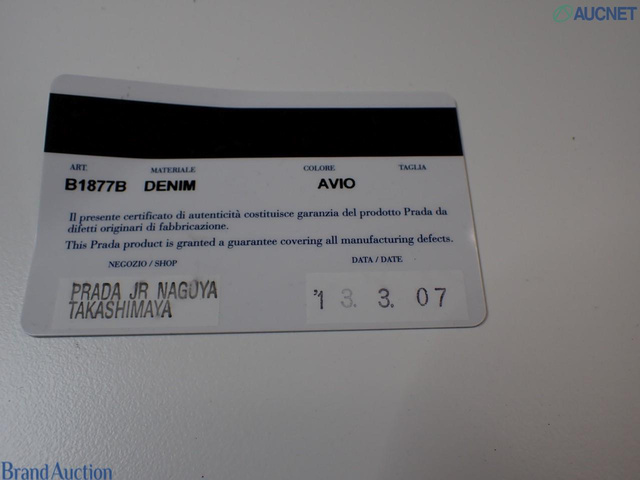 AUCNET
ART. MATERIALE COLORE TAGLIA
B1877B DENIM AVIO
Il presente certificato di autenticità costituisce garanzia del prodotto Prada da
difetti originari di fabbricazione.
This Prada product is granted a guarantee covering all manufacturing defects.
NEGOZIO / SHOP DATA / DATE
PRADA JR NAGOYA '13. 3. 07
TAKASHIMAYA
Brand Auction